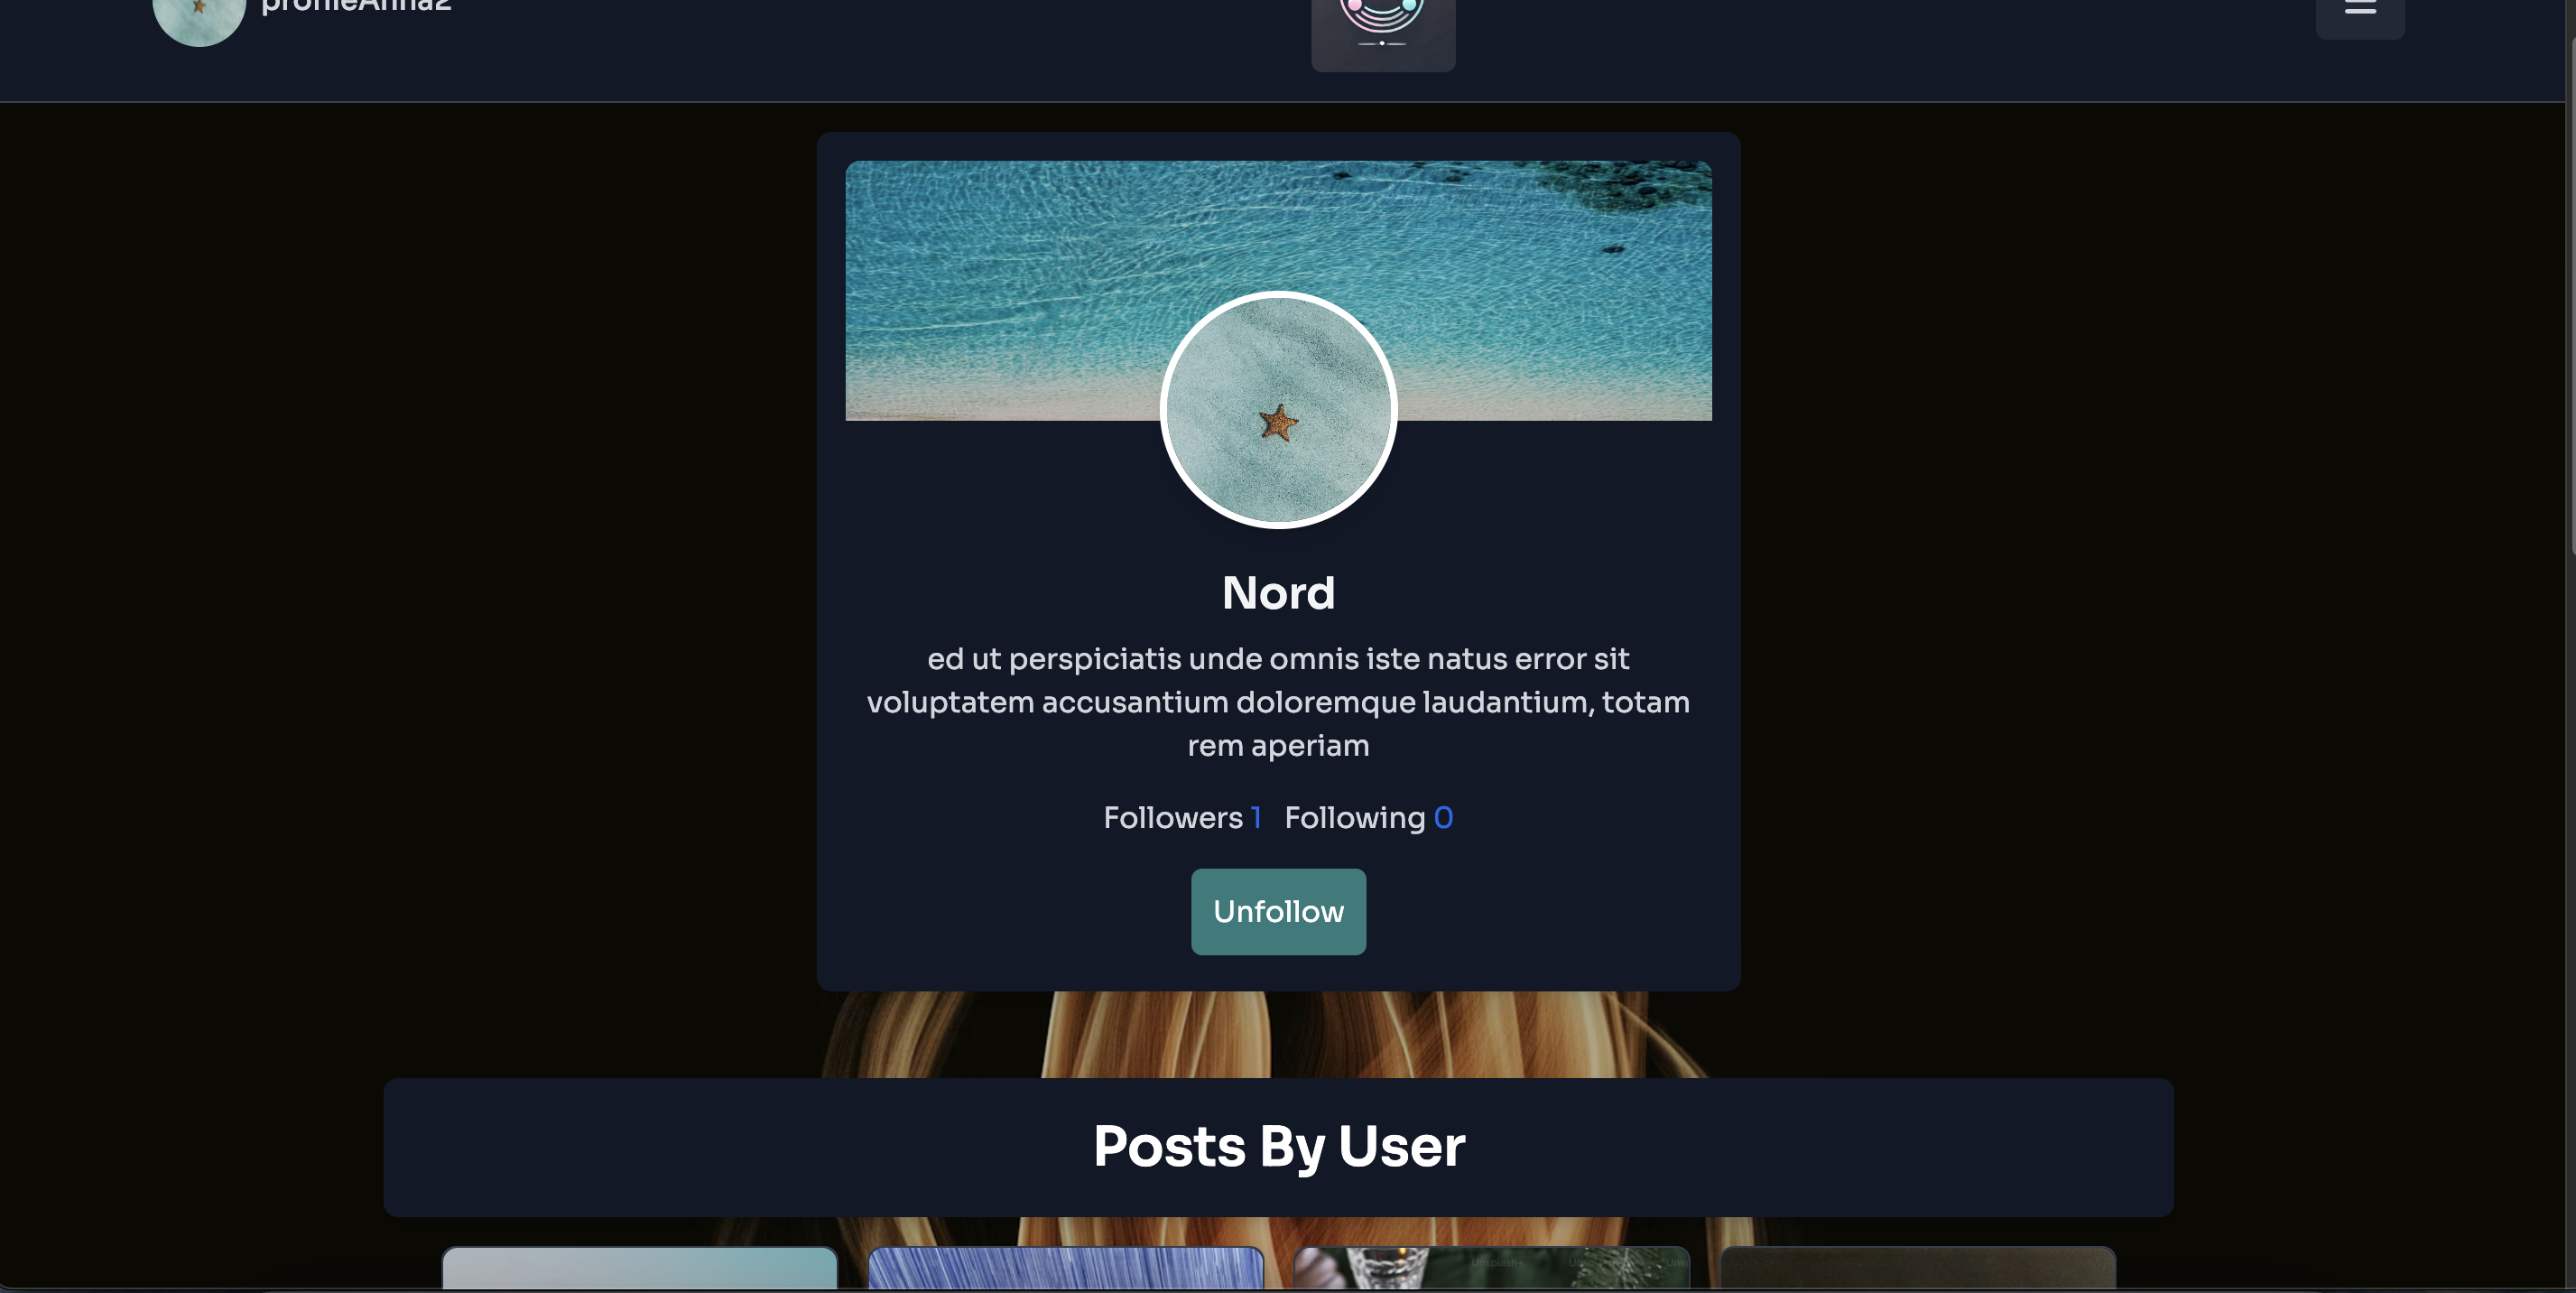 profileAnna2
Nord
ed ut perspiciatis unde omnis iste natus error sit
voluptatem accusantium doloremque laudantium, totam
rem aperiam
Followers 1 Following 0
Unfollow
Posts By User
Unsplash+